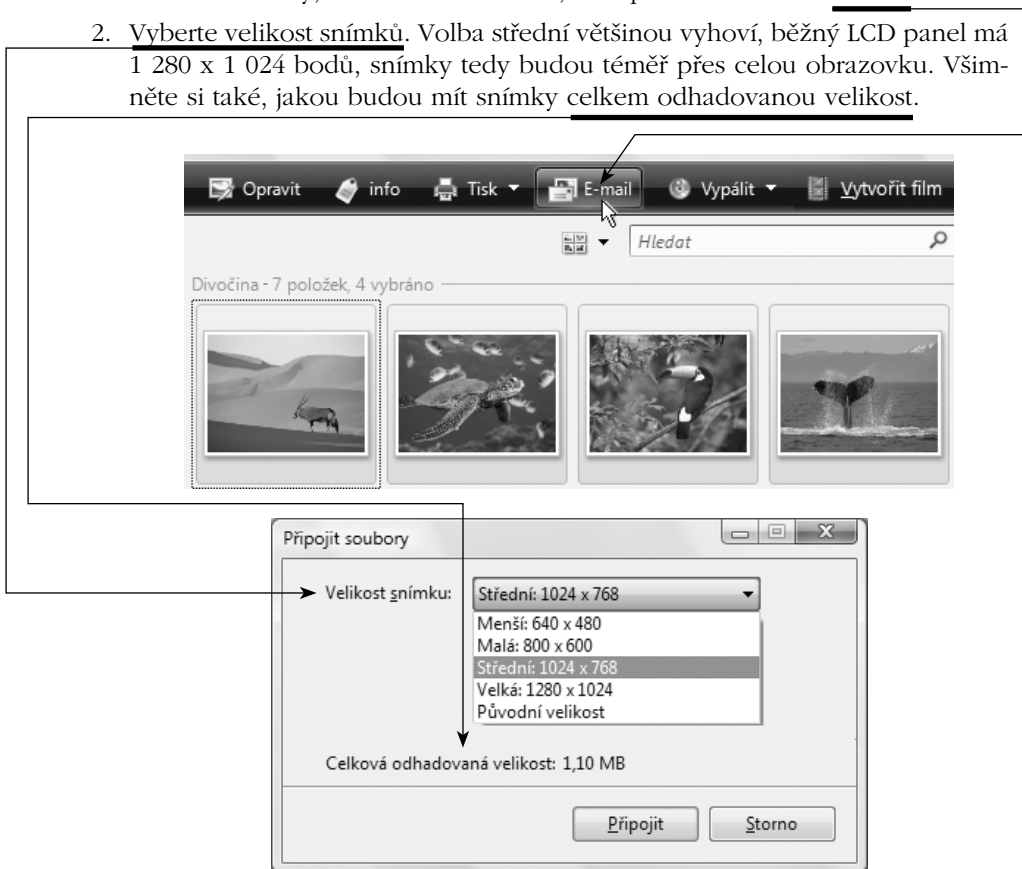 2. Vyberte velikost snímků. Volba střední většinou vyhoví, běžný LCD panel má
1 280 x 1 024 bodů, snímky tedy budou téměř přes celou obrazovku. Všim-
něte si také, jakou budou mít snímky celkem odhadovanou velikost.
Opravit info Tisk E-mail Vypálit Vytvořit film
Hledat
Divočina - 7 položek, 4 vybráno
Připojit soubory
Velikost snímku: Střední: 1024 x 768
Menší: 640 x 480
Malá: 800 x 600
Střední: 1024 x 768
Velká: 1280 x 1024
Původní velikost
Celková odhadovaná velikost: 1,10 MB
Připojit Storno